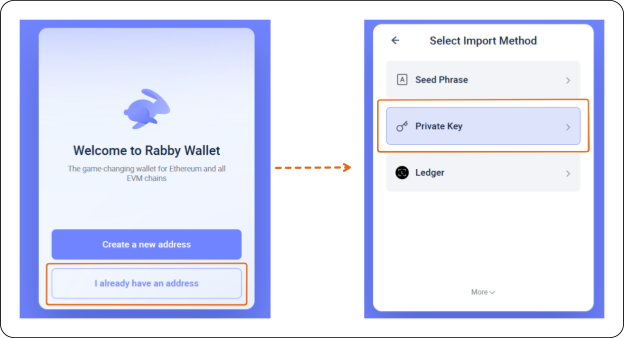 Welcome to Rabby Wallet
The game-changing wallet for Ethereum and all
EVM chains
Create a new address
I already have an address
Select Import Method
A
Seed Phrase
Private Key
Ledger
More